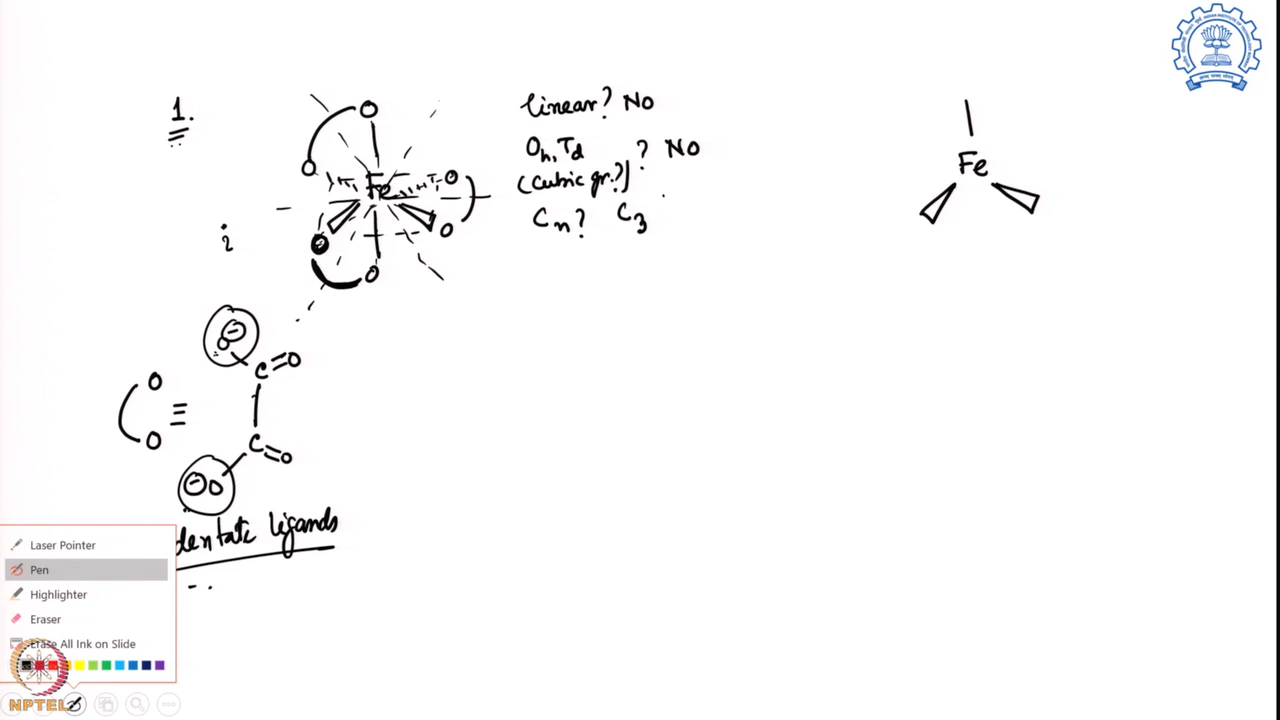 1.
O
O
Fe
O
O
O
O
linear? No
Oh, Td ? No
(cubic gr.?)
Cn? C3
Fe
i
O
C=O
O
O
≡
C=O
⊖O
dentate ligands
Laser Pointer
Pen
Highlighter
Eraser
Erase All Ink on Slide
NPTEL